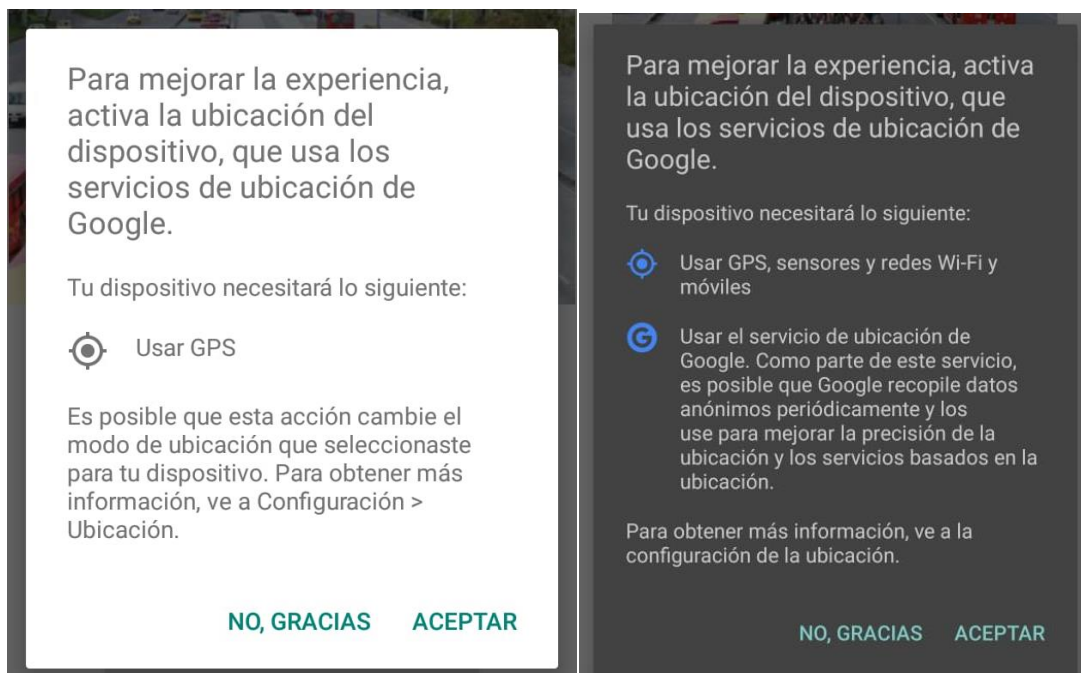 Para mejorar la experiencia,
activa la ubicación del
dispositivo, que usa los
servicios de ubicación de
Google.
Tu dispositivo necesitará lo siguiente:
Usar GPS
Es posible que esta acción cambie el
modo de ubicación que seleccionaste
para tu dispositivo. Para obtener más
información, ve a Configuración >
Ubicación.
NO, GRACIAS ACEPTAR
Para mejorar la experiencia, activa
la ubicación del dispositivo, que
usa los servicios de ubicación de
Google.
Tu dispositivo necesitará lo siguiente:
Usar GPS, sensores y redes Wi-Fi y
móviles
Usar el servicio de ubicación de
Google. Como parte de este servicio,
es posible que Google recopile datos
anónimos periódicamente y los
use para mejorar la precisión de la
ubicación y los servicios basados en la
ubicación.
Para obtener más información, ve a la
configuración de la ubicación.
NO, GRACIAS ACEPTAR